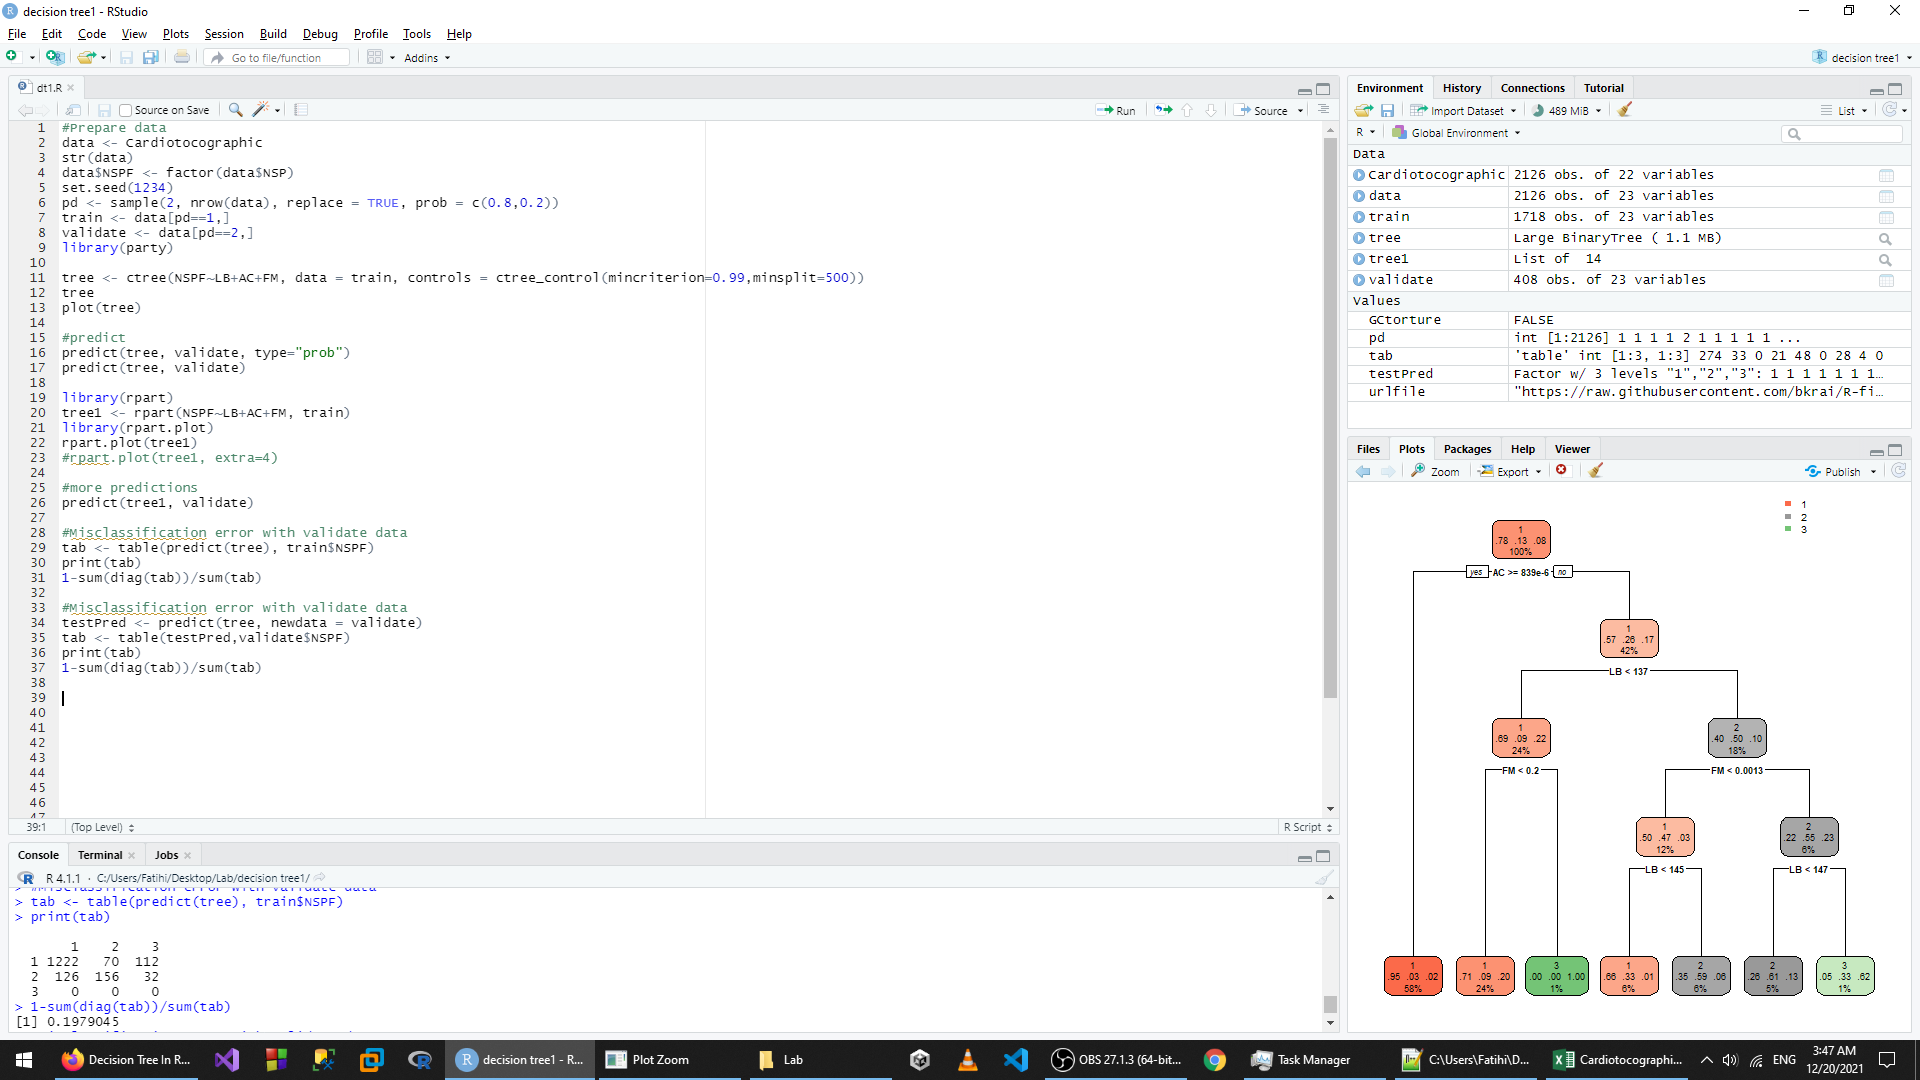 decision tree1 - RStudio
File Edit Code View Plots Session Build Debug Profile Tools Help
Go to file/function Addins decision tree1
dt1.R
Source on Save Run Source
1 #Prepare data
2 data <- Cardiotocographic
3 str(data)
4 data$NSPF <- factor(data$NSP)
5 set.seed(1234)
6 pd <- sample(2, nrow(data), replace = TRUE, prob = c(0.8,0.2))
7 train <- data[pd==1,]
8 validate <- data[pd==2,]
9 library(party)
10
11 tree <- ctree(NSPF~LB+AC+FM, data = train, controls = ctree_control(mincriterion=0.99,minsplit=500))
12 tree
13 plot(tree)
14
15 #predict
16 predict(tree, validate, type="prob")
17 predict(tree, validate)
18
19 library(rpart)
20 tree1 <- rpart(NSPF~LB+AC+FM, train)
21 library(rpart.plot)
22 rpart.plot(tree1)
23 #rpart.plot(tree1, extra=4)
24
25 #more predictions
26 predict(tree1, validate)
27
28 #Misclassification error with validate data
29 tab <- table(predict(tree), train$NSPF)
30 print(tab)
31 1-sum(diag(tab))/sum(tab)
32
33 #Misclassification error with validate data
34 testPred <- predict(tree, newdata = validate)
35 tab <- table(testPred,validate$NSPF)
36 print(tab)
37 1-sum(diag(tab))/sum(tab)
38
39
40
41
42
43
44
45
46
47
39:1 (Top Level) R Script
Console Terminal Jobs
R 4.1.1 · C:/Users/Fatihi/Desktop/Lab/decision tree1/
> #Misclassification error with validate data
> tab <- table(predict(tree), train$NSPF)
> print(tab)
1 2 3
1 1222 70 112
2 126 156 32
3 0 0 0
> 1-sum(diag(tab))/sum(tab)
[1] 0.1979045
Environment History Connections Tutorial
Import Dataset 489 MiB List
R Global Environment
Data
Cardiotocographic 2126 obs. of 22 variables
data 2126 obs. of 23 variables
train 1718 obs. of 23 variables
tree Large BinaryTree ( 1.1 MB)
tree1 List of 14
validate 408 obs. of 23 variables
Values
GCtorture FALSE
pd int [1:2126] 1 1 1 1 2 1 1 1 1 1 ...
tab 'table' int [1:3, 1:3] 274 33 0 21 48 0 28 4 0
testPred Factor w/ 3 levels "1","2","3": 1 1 1 1 1 1 1…
urlfile "https://raw.githubusercontent.com/bkrai/R-fi…
Files Plots Packages Help Viewer
Zoom Export Publish
1
2
3
1
.78 .13 .08
100%
yes AC >= 839e-6 no
1
.57 .26 .17
42%
LB < 137
1
.69 .09 .22
24%
2
.40 .50 .10
18%
FM < 0.2
FM < 0.0013
1
.50 .47 .03
12%
2
.22 .55 .23
6%
LB < 145
LB < 147
1
.95 .03 .02
58%
1
.71 .09 .20
24%
3
.00 .00 1.00
1%
1
.66 .33 .01
6%
2
.35 .59 .06
6%
2
.26 .61 .13
5%
3
.05 .33 .62
1%
Decision Tree In R... decision tree1 - R... Plot Zoom Lab OBS 27.1.3 (64-bit... Task Manager C:\Users\Fatihi\D... Cardiotocographi... ENG 3:47 AM
12/20/2021